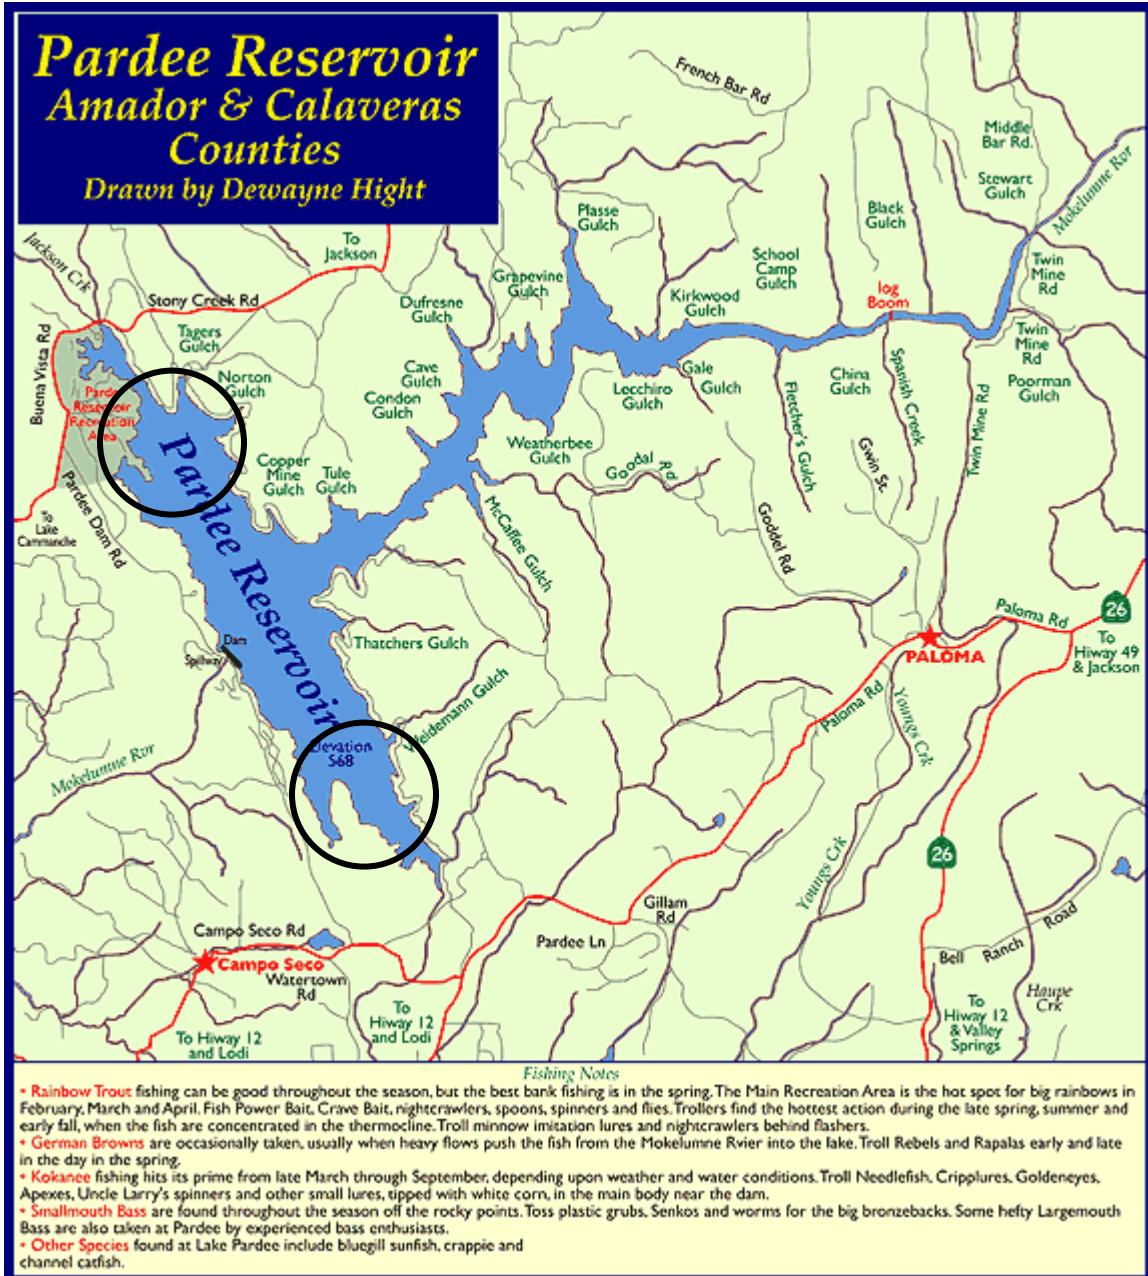 Pardee Reservoir
Amador & Calaveras
Counties
Drawn by Dewayne Hight
French Bar Rd
Middle
Bar Rd.
Stewart
Gulch
Mokelumne Rvr
Black
Gulch
Plasse
Gulch
School
Camp
Gulch
To
Jackson
Jackson Crk
Grapevine
Gulch
Twin
Mine
Rd
log
Boom
Kirkwood
Gulch
Stony Creek Rd
Dufresne
Gulch
Tagers
Gulch
Twin
Mine
Rd
Buena Vista Rd
Norton
Gulch
Cave
Gulch
Condon
Gulch
Lecchiro
Gulch
Gale
Gulch
Fletcher's Gulch
China
Gulch
Spanish Creek
Twin Mine Rd
Poorman
Gulch
Reservoir
Recreation
Area
Pardee Reservoir
Weatherbee
Gulch
Goodal Rd
Gwin St.
Copper
Mine
Gulch
Tule
Gulch
Pardee Dam Rd
To
Lake
Cammanche
McCaffee Gulch
Goddel Rd
Paloma Rd
26
To
Hiway 49
& Jackson
PALOMA
Dam
Spillway
Thatchers Gulch
Heidemann Gulch
Paloma Rd
Youngs Crk
Elevation
568
Mokelumne Rvr
26
Youngs Crk
Gillam
Rd
Pardee Ln
Bell Ranch Road
Haupe
Crk
Campo Seco Rd
Campo Seco
Watertown
Rd
To Hiway 12
and Lodi
To
Hiway 12
and Lodi
To
Hiway 12
& Valley
Springs
Fishing Notes
• Rainbow Trout fishing can be good throughout the season, but the best bank fishing is in the spring. The Main Recreation Area is the hot spot for big rainbows in
February, March and April. Fish Power Bait, Crave Bait, nightcrawlers, spoons, spinners and flies. Trollers find the hottest action during the late spring, summer and
early fall, when the fish are concentrated in the thermocline. Troll minnow imitation lures and nightcrawlers behind flashers.
• German Browns are occasionally taken, usually when heavy flows push the fish from the Mokelumne Rvier into the lake. Troll Rebels and Rapalas early and late
in the day in the spring.
• Kokanee fishing hits its prime from late March through September, depending upon weather and water conditions. Troll Needlefish, Cripplures, Goldeneyes,
Apexes, Uncle Larry's spinners and other small lures, tipped with white corn, in the main body near the dam.
• Smallmouth Bass are found throughout the season off the rocky points. Toss plastic grubs, Senkos and worms for the big bronzebacks. Some hefty Largemouth
Bass are also taken at Pardee by experienced bass enthusiasts.
• Other Species found at Lake Pardee include bluegill sunfish, crappie and
channel catfish.